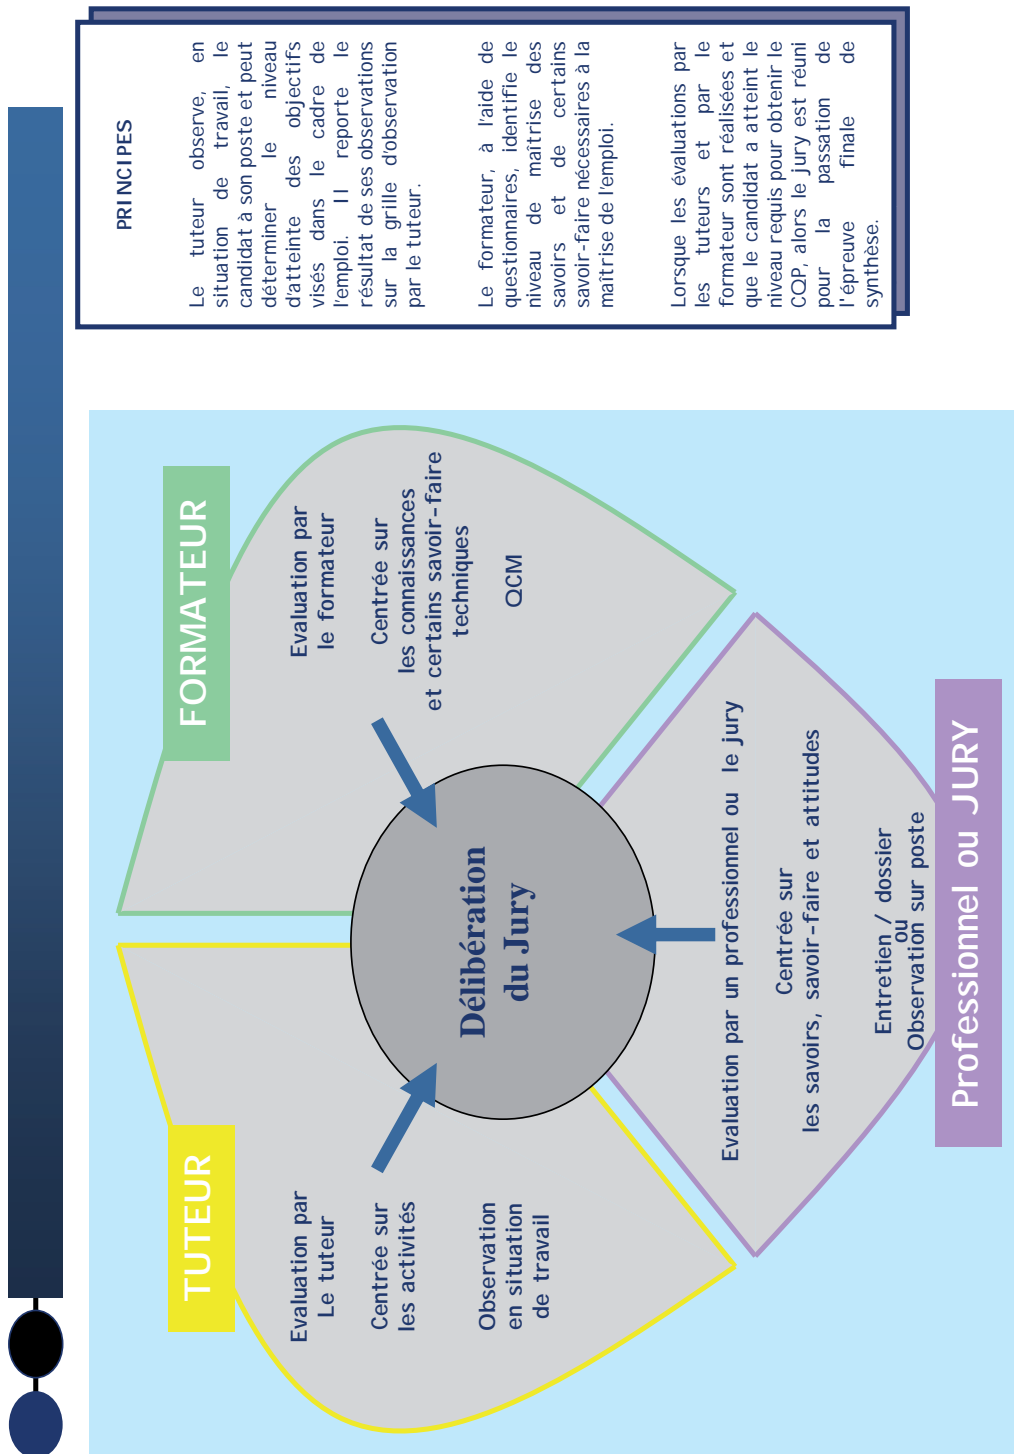 TUTEUR
Evaluation par
Le tuteur
Centrée sur
les activités
Observation
en situation
de travail
FORMATEUR
Evaluation par
le formateur
Centrée sur
les connaissances
et certains savoir-faire
techniques
QCM
Délibération
du Jury
Evaluation par un professionnel ou le jury
Centrée sur
les savoirs, savoir-faire et attitudes
Entretien / dossier
ou
Observation sur poste
Professionnel ou JURY
PRINCIPES
Le tuteur observe, en
situation de travail, le
candidat à son poste et peut
déterminer le niveau
d'atteinte des objectifs
visés dans le cadre de
l'emploi. Il reporte le
résultat de ses observations
sur la grille d'observation
par le tuteur.
Le formateur, à l'aide de
questionnaires, identifie le
niveau de maîtrise des
savoirs et de certains
savoir-faire nécessaires à la
maîtrise de l'emploi.
Lorsque les évaluations par
les tuteurs et par le
formateur sont réalisées et
que le candidat a atteint le
niveau requis pour obtenir le
CQP, alors le jury est réuni
pour la passation de
l'épreuve finale de
synthèse.